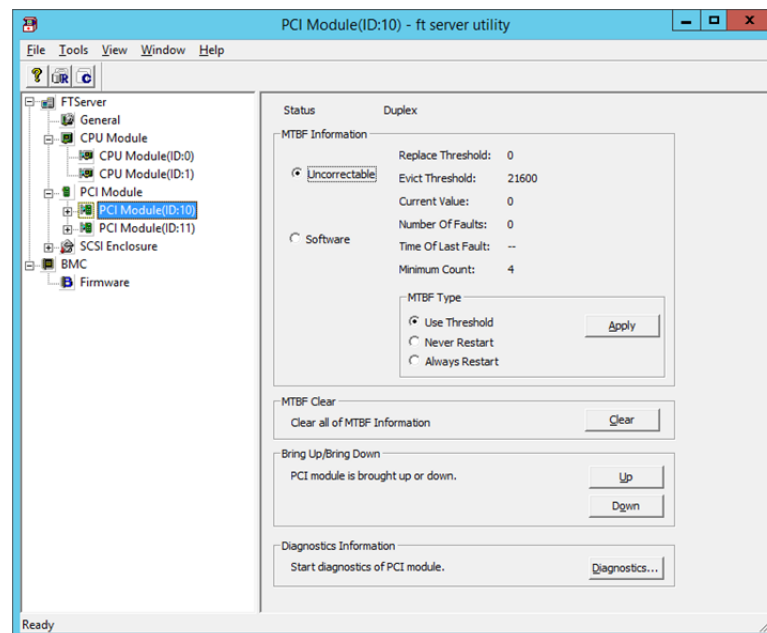 PCI Module(ID:10) - ft server utility
File Tools View Window Help
? R C
FTServer
General
CPU Module
CPU Module(ID:0)
CPU Module(ID:1)
PCI Module
PCI Module(ID:10)
PCI Module(ID:11)
SCSI Enclosure
BMC
B Firmware
Status Duplex
MTBF Information
Uncorrectable
Software
Replace Threshold: 0
Evict Threshold: 21600
Current Value: 0
Number Of Faults: 0
Time Of Last Fault: --
Minimum Count: 4
MTBF Type
Use Threshold
Never Restart
Always Restart
Apply
MTBF Clear
Clear all of MTBF Information Clear
Bring Up/Bring Down
PCI module is brought up or down. Up
Down
Diagnostics Information
Start diagnostics of PCI module. Diagnostics...
Ready